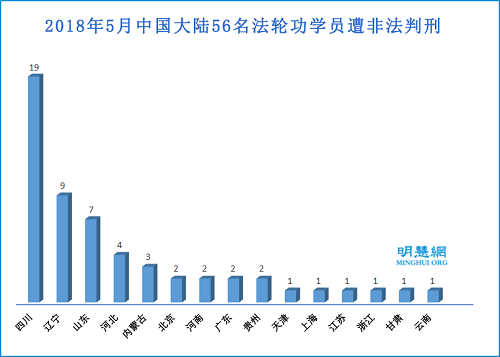 2018年5月中国大陆56名法轮功学员遭非法判刑
19
9
7
4
3
2
2
2
2
1
1
1
1
1
1
明慧網
MINGHUI.ORG
四川
辽宁
山东
河北
内蒙古
北京
河南
广东
贵州
天津
上海
江苏
浙江
甘肃
云南